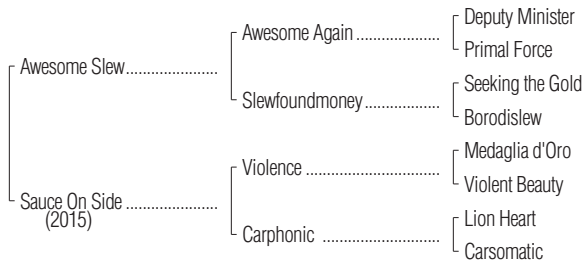 Deputy Minister
Awesome Again
Primal Force
Awesome Slew
Seeking the Gold
Slewfoundmoney
Borodislew
Medaglia d'Oro
Violence
Violent Beauty
Sauce On Side
(2015)
Lion Heart
Carphonic
Carsomatic